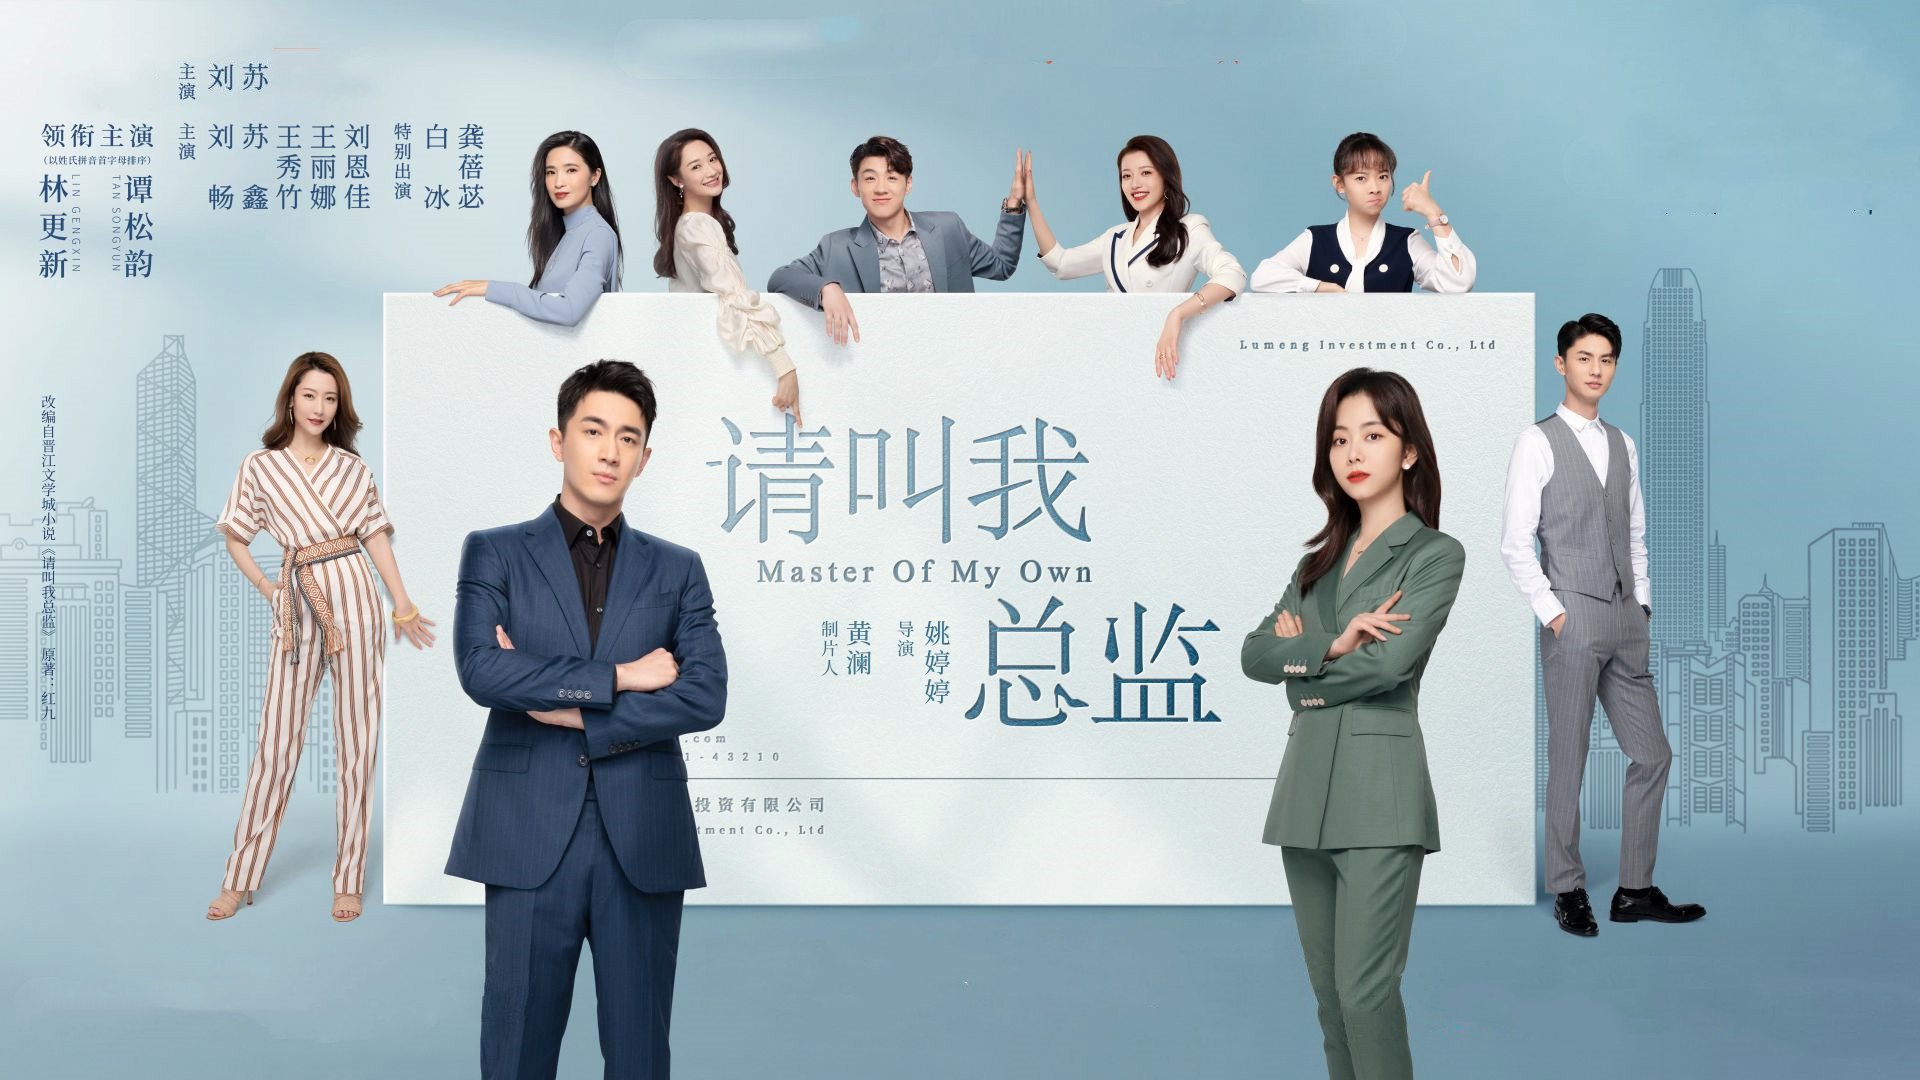 领衔主演
(以姓氏拼音首字母排序)
林更新
LIN GENGXIN
谭松韵
TAN SONGYUN
主演
刘 苏
主演
刘畅
苏鑫
王秀竹
王丽娜
刘恩佳
特别出演
白冰
龚蓓苾
改编自晋江文学城小说《请叫我总监》 原著：红九
Lumeng Investment Co., Ltd
请叫我
Master Of My Own
总监
制片人
黄澜
导演
姚婷婷
.com
1-43210
投资有限公司
tment Co., Ltd